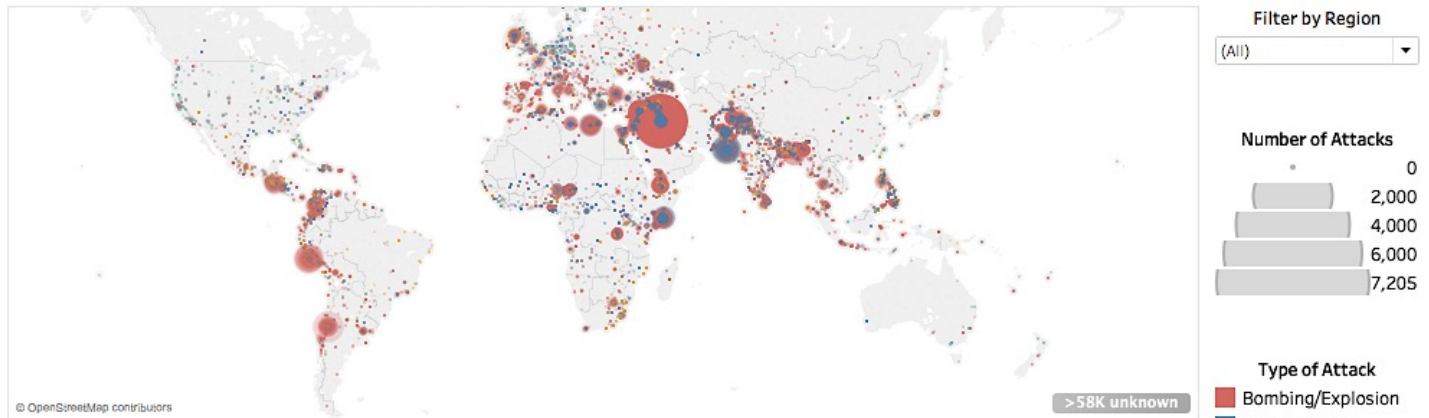 Filter by Region
(All)
Number of Attacks
0
2,000
4,000
6,000
7,205
Type of Attack
Bombing/Explosion
© OpenStreetMap contributors
>58K unknown